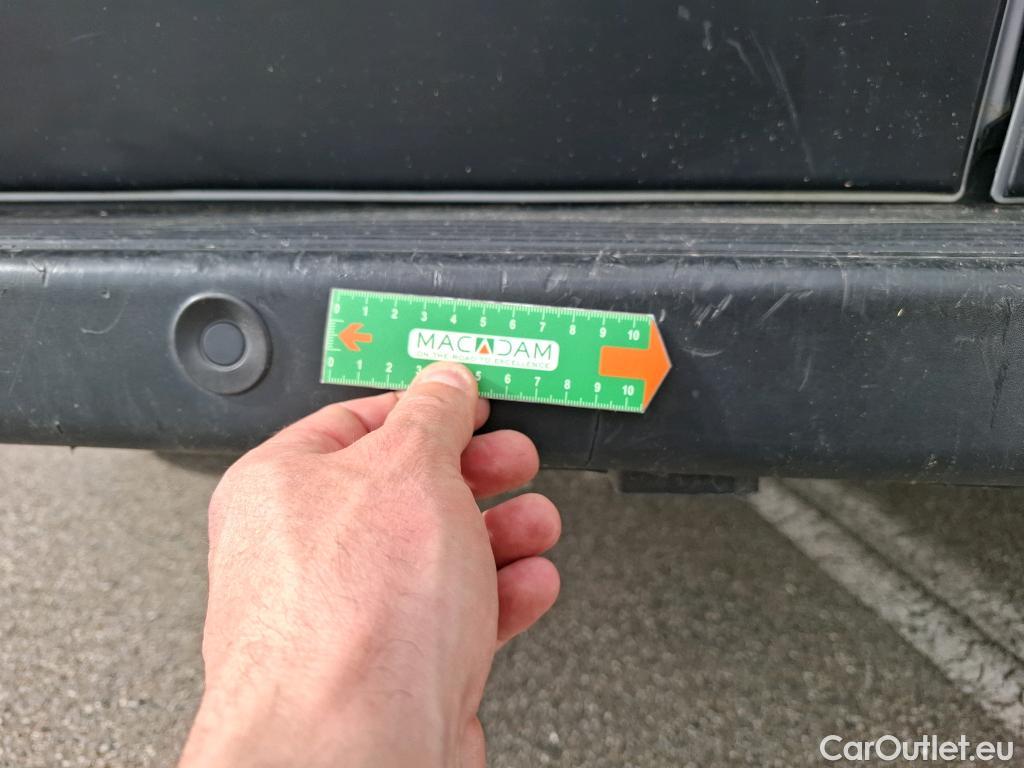 0 1 2 3 4 5 6 7 8 9 10
MACADAM
ON THE ROAD TO EXCELLENCE
0 1 2 3 5 6 7 8 9 10
CarOutlet.eu